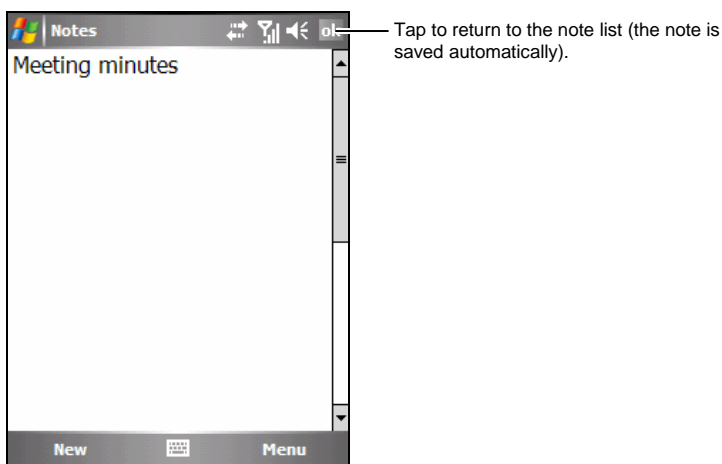 Notes
ok
Tap to return to the note list (the note is
saved automatically).
Meeting minutes
New
Menu